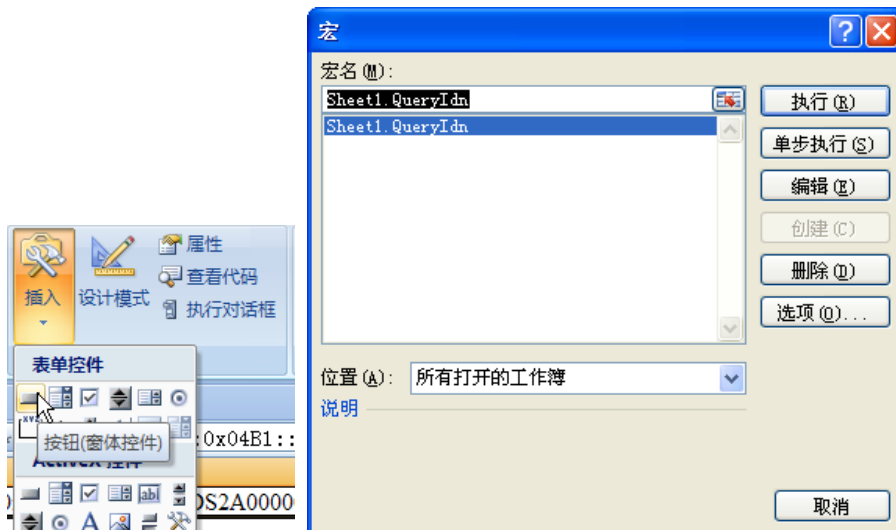 插入
设计模式
属性
查看代码
执行对话框
表单控件
按钮(窗体控件)
:0x04B1::
ActiveX 控件
DS2A0000
A
宏
宏名(M):
Sheet1.QueryIdn
Sheet1.QueryIdn
执行(R)
单步执行(S)
编辑(E)
创建(C)
删除(D)
选项(O)...
位置(A):
所有打开的工作簿
说明
取消